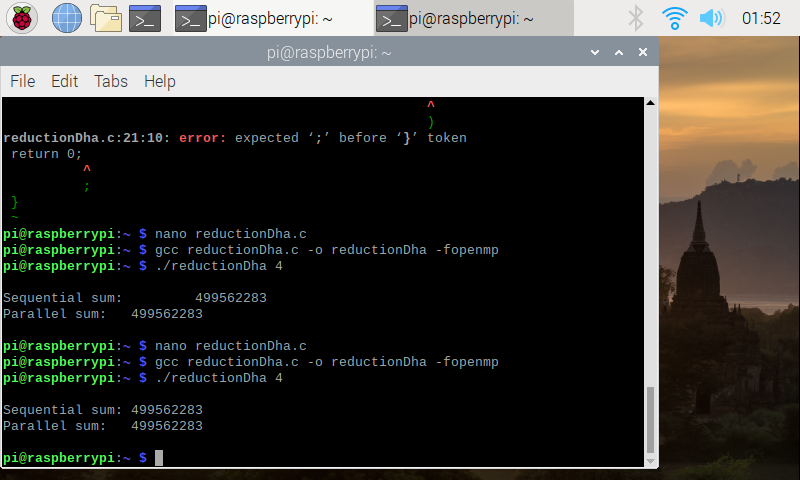 pi@raspberrypi: ~
pi@raspberrypi: ~
01:52
pi@raspberrypi: ~
File Edit Tabs Help
^
)
reductionDha.c:21:10: error: expected ‘;’ before ‘}’ token
return 0;
^
;
}
~
pi@raspberrypi:~ $ nano reductionDha.c
pi@raspberrypi:~ $ gcc reductionDha.c -o reductionDha -fopenmp
pi@raspberrypi:~ $ ./reductionDha 4
Sequential sum: 499562283
Parallel sum: 499562283
pi@raspberrypi:~ $ nano reductionDha.c
pi@raspberrypi:~ $ gcc reductionDha.c -o reductionDha -fopenmp
pi@raspberrypi:~ $ ./reductionDha 4
Sequential sum: 499562283
Parallel sum: 499562283
pi@raspberrypi:~ $